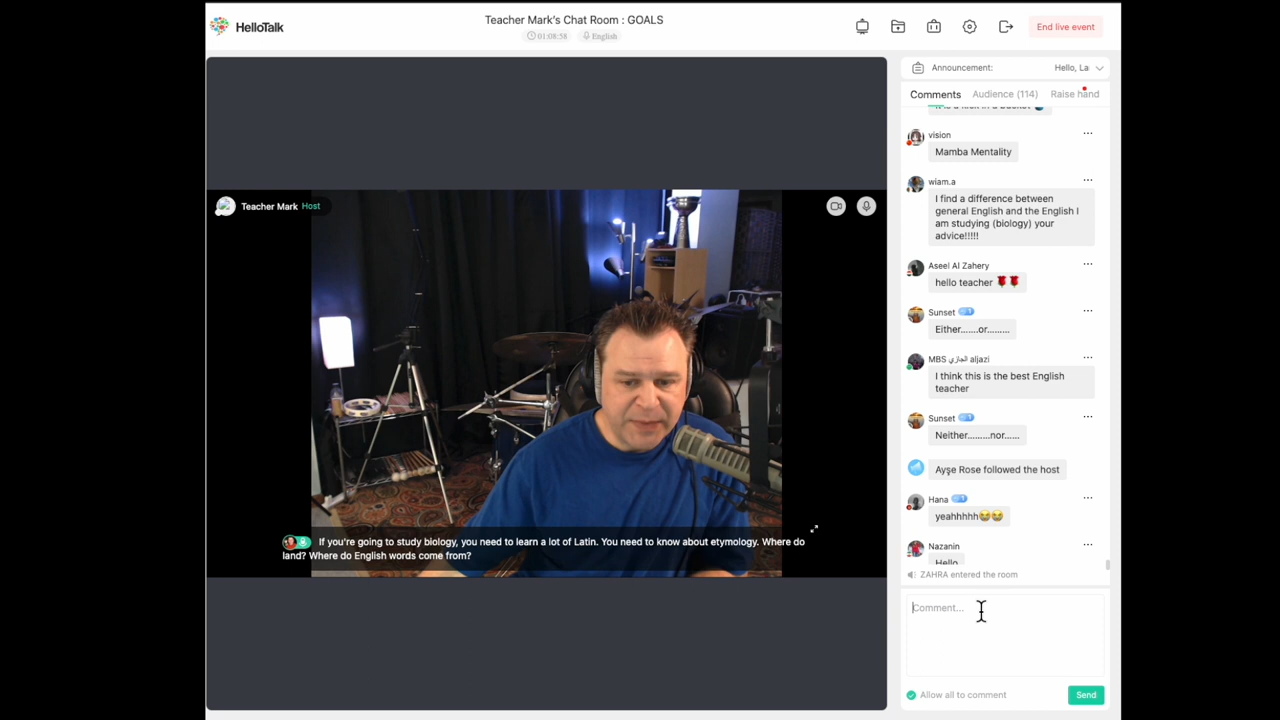 HelloTalk
Teacher Mark's Chat Room : GOALS
01:08:58
English
End live event
Announcement:
Hello, La
Comments
Audience (114)
Raise hand
vision
Mamba Mentality
wiam.a
I find a difference between
general English and the English I
am studying (biology) your
advice!!!!!
Aseel Al Zahery
hello teacher 🌹🌹
Sunset
Either.......or.........
MBS الجازي aljazi
I think this is the best English
teacher
Sunset
Neither.........nor......
Ayşe Rose followed the host
Hana
yeahhhhh😂😂
Nazanin
Hello
ZAHRA entered the room
Comment...
Allow all to comment
Send
Teacher Mark Host
If you're going to study biology, you need to learn a lot of Latin. You need to know about etymology. Where do
land? Where do English words come from?